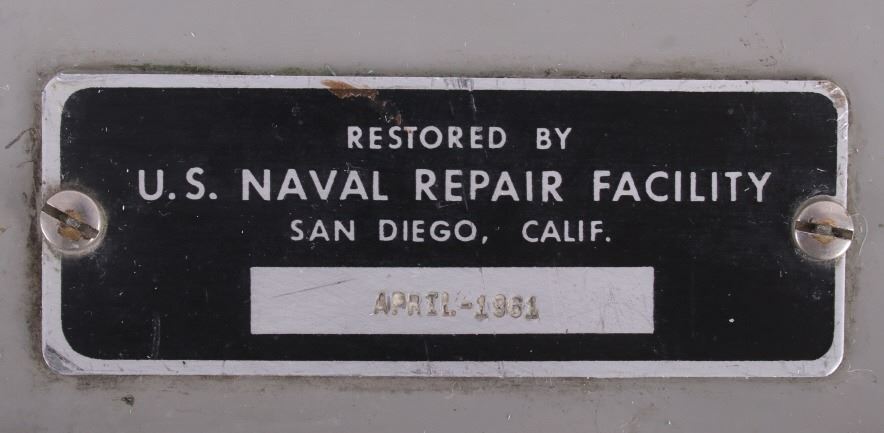 RESTORED BY
U.S. NAVAL REPAIR FACILITY
SAN DIEGO, CALIF.
APRIL-1961